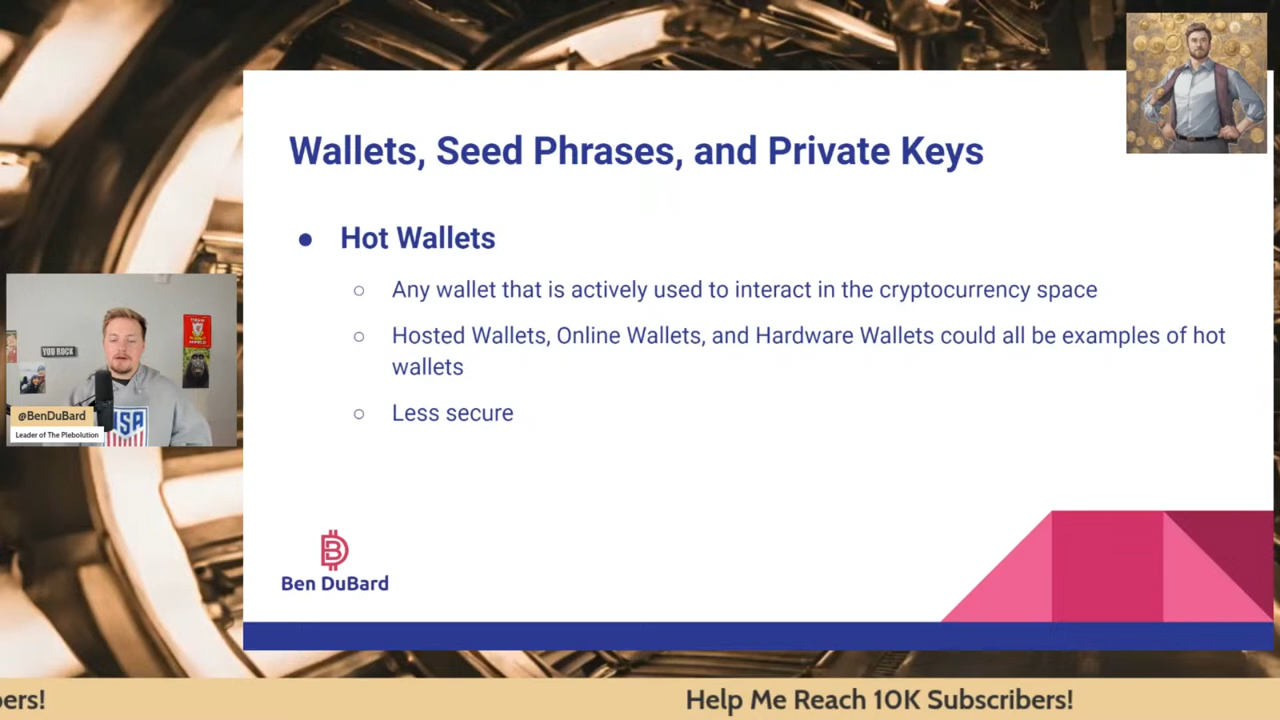 Wallets, Seed Phrases, and Private Keys
● Hot Wallets
○ Any wallet that is actively used to interact in the cryptocurrency space
○ Hosted Wallets, Online Wallets, and Hardware Wallets could all be examples of hot
wallets
○ Less secure
YOU ROCK
@BenDuBard
Leader of The Plebolution
USA
Ben DuBard
bers!
Help Me Reach 10K Subscribers!